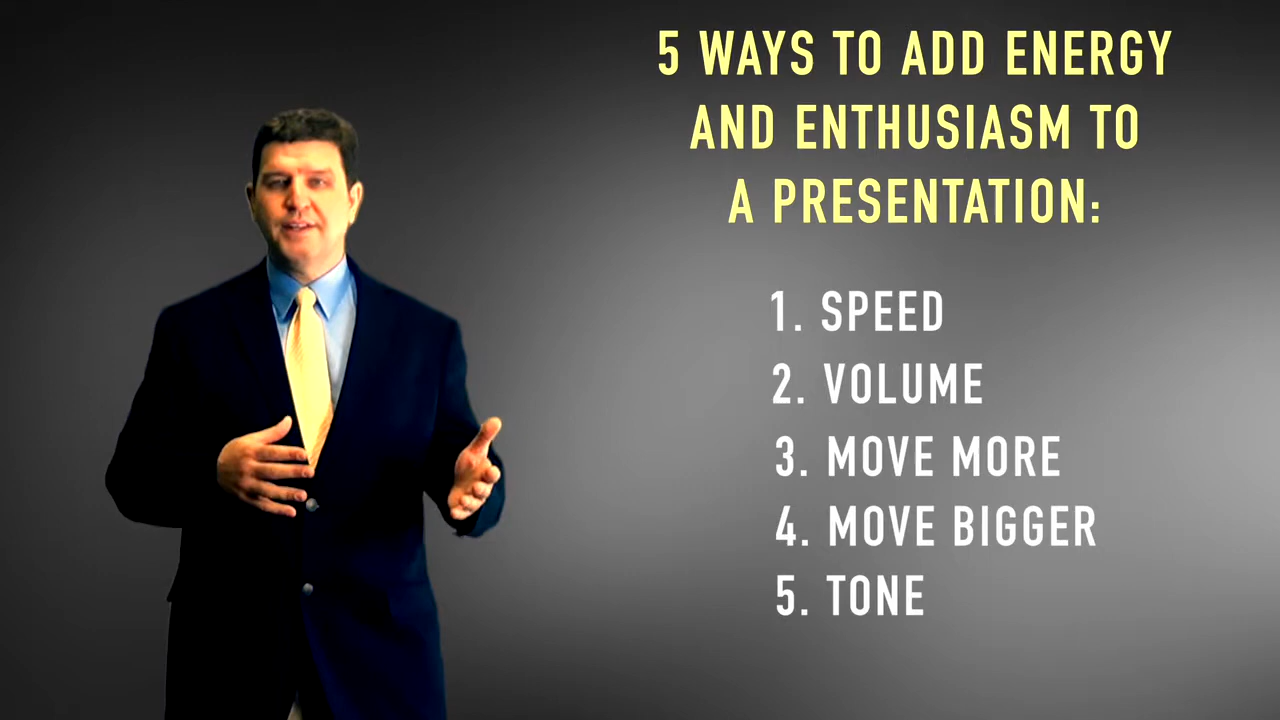 5 WAYS TO ADD ENERGY
AND ENTHUSIASM TO
A PRESENTATION:
1. SPEED
2. VOLUME
3. MOVE MORE
4. MOVE BIGGER
5. TONE